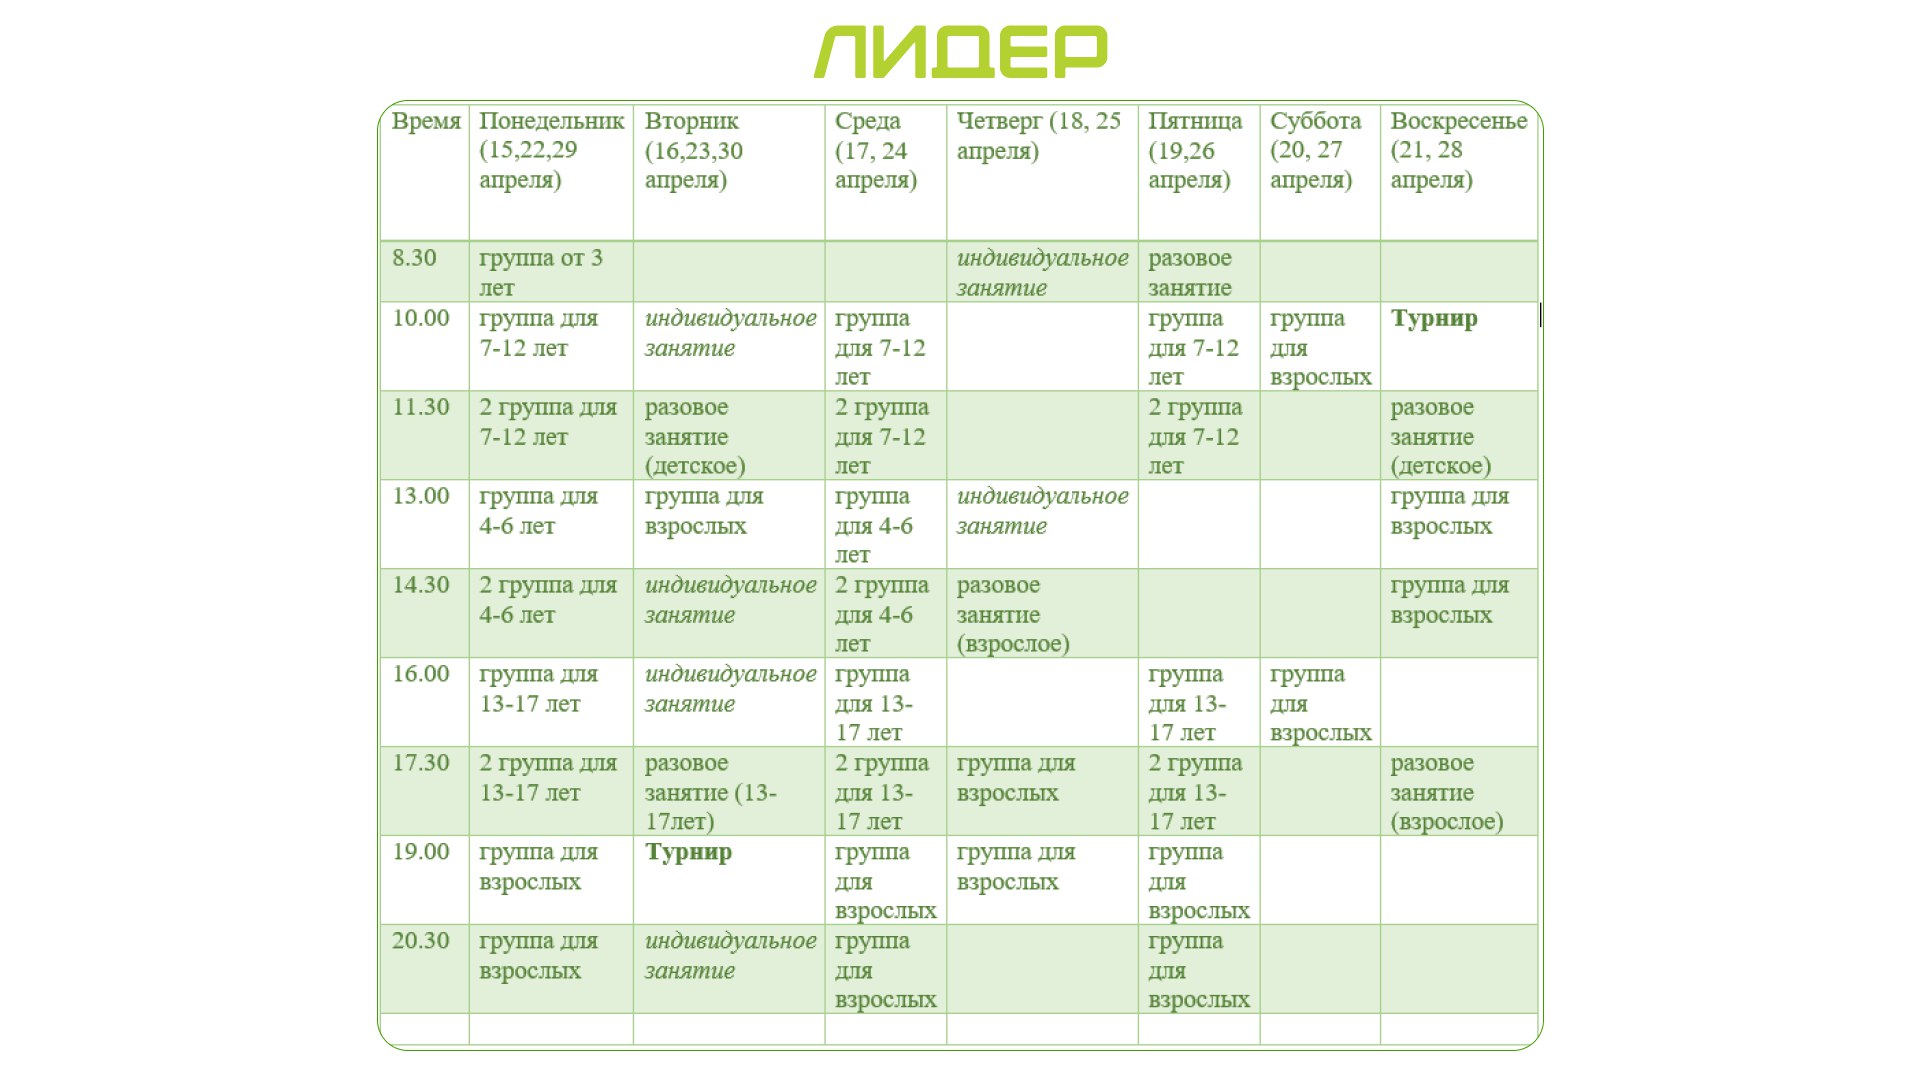 ЛИДЕР
Время Понедельник Вторник Среда Четверг (18, 25 Пятница Суббота Воскресенье
(15,22,29 (16,23,30 (17, 24 апреля) (19,26 (20, 27 (21, 28
апреля) апреля) апреля) апреля) апреля) апреля)
8.30 группа от 3 индивидуальное разовое
лет занятие занятие
10.00 группа для индивидуальное группа группа группа Турнир
7-12 лет занятие для 7-12 для 7-12 для
лет лет взрослых
11.30 2 группа для разовое 2 группа 2 группа разовое
7-12 лет занятие для 7-12 для 7-12 занятие
(детское) лет лет (детское)
13.00 группа для группа для группа индивидуальное группа для
4-6 лет взрослых для 4-6 занятие взрослых
лет
14.30 2 группа для индивидуальное 2 группа разовое группа для
4-6 лет занятие для 4-6 занятие взрослых
лет (взрослое)
16.00 группа для индивидуальное группа группа группа
13-17 лет занятие для 13- для 13- для
17 лет 17 лет взрослых
17.30 2 группа для разовое 2 группа группа для 2 группа разовое
13-17 лет занятие (13- для 13- взрослых для 13- занятие
17лет) 17 лет 17 лет (взрослое)
19.00 группа для Турнир группа группа для группа
взрослых для взрослых для
взрослых взрослых
20.30 группа для индивидуальное группа группа
взрослых занятие для для
взрослых взрослых